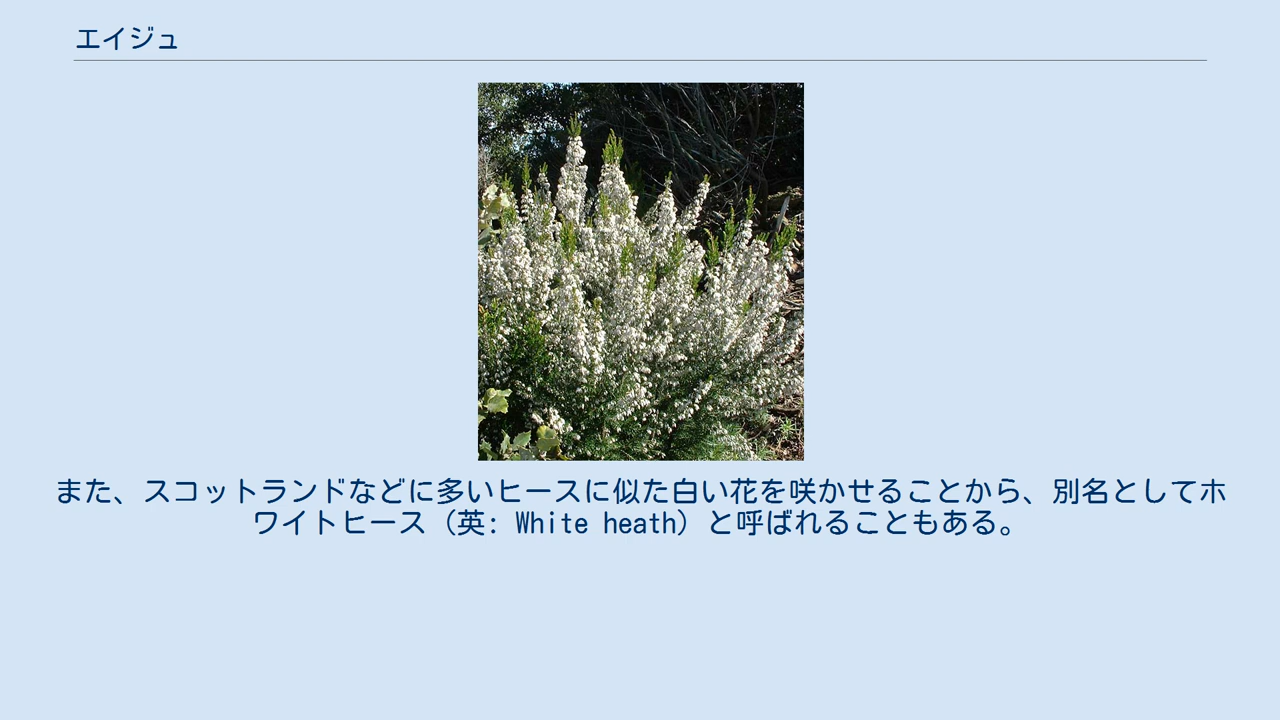 エイジュ
また、スコットランドなどに多いヒースに似た白い花を咲かせることから、別名としてホ
ワイトヒース（英: White heath）と呼ばれることもある。